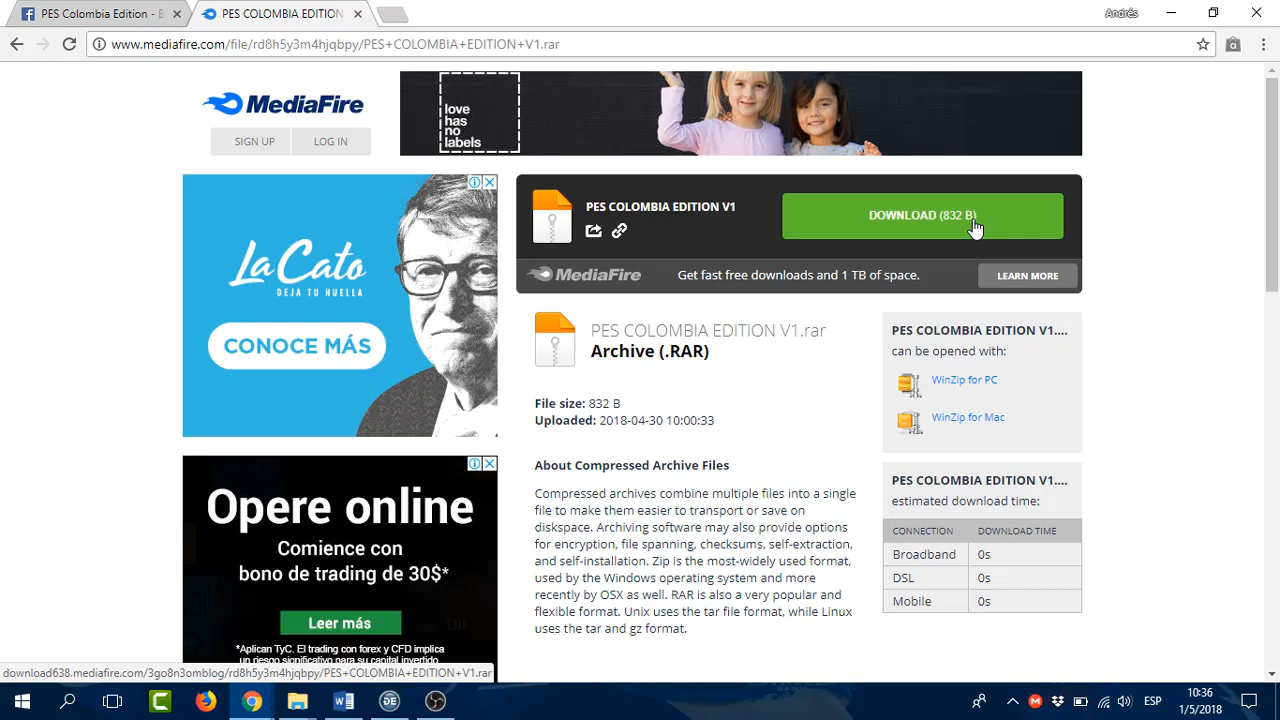 PES Colombia Edition - B
PES COLOMBIA EDITION
Andrés
www.mediafire.com/file/rd8h5y3m4hjqbpy/PES+COLOMBIA+EDITION+V1.rar
MediaFire
SIGN UP
LOG IN
love
has
no
labels
PES COLOMBIA EDITION V1
DOWNLOAD (832 B)
MediaFire
Get fast free downloads and 1 TB of space.
LEARN MORE
La Cato
DEJA TU HUELLA
CONOCE MÁS
PES COLOMBIA EDITION V1.rar
Archive (.RAR)
File size: 832 B
Uploaded: 2018-04-30 10:00:33
About Compressed Archive Files
Compressed archives combine multiple files into a single
file to make them easier to transport or save on
diskspace. Archiving software may also provide options
for encryption, file spanning, checksums, self-extraction,
and self-installation. Zip is the most-widely used format,
used by the Windows operating system and more
recently by OSX as well. RAR is also a very popular and
flexible format. Unix uses the tar file format, while Linux
uses the tar and gz format.
PES COLOMBIA EDITION V1....
can be opened with:
WinZip for PC
WinZip for Mac
PES COLOMBIA EDITION V1....
estimated download time:
CONNECTION DOWNLOAD TIME
Broadband 0s
DSL 0s
Mobile 0s
Opere online
Comience con
bono de trading de 30$*
Leer más
*Aplican TyC. El trading con forex y CFD implica
un riesgo significativo para su capital invertido
download638.mediafire.com/3go8n3omblog/rd8h5y3m4hjqbpy/PES+COLOMBIA+EDITION+V1.rar
ESP
10:36
1/5/2018